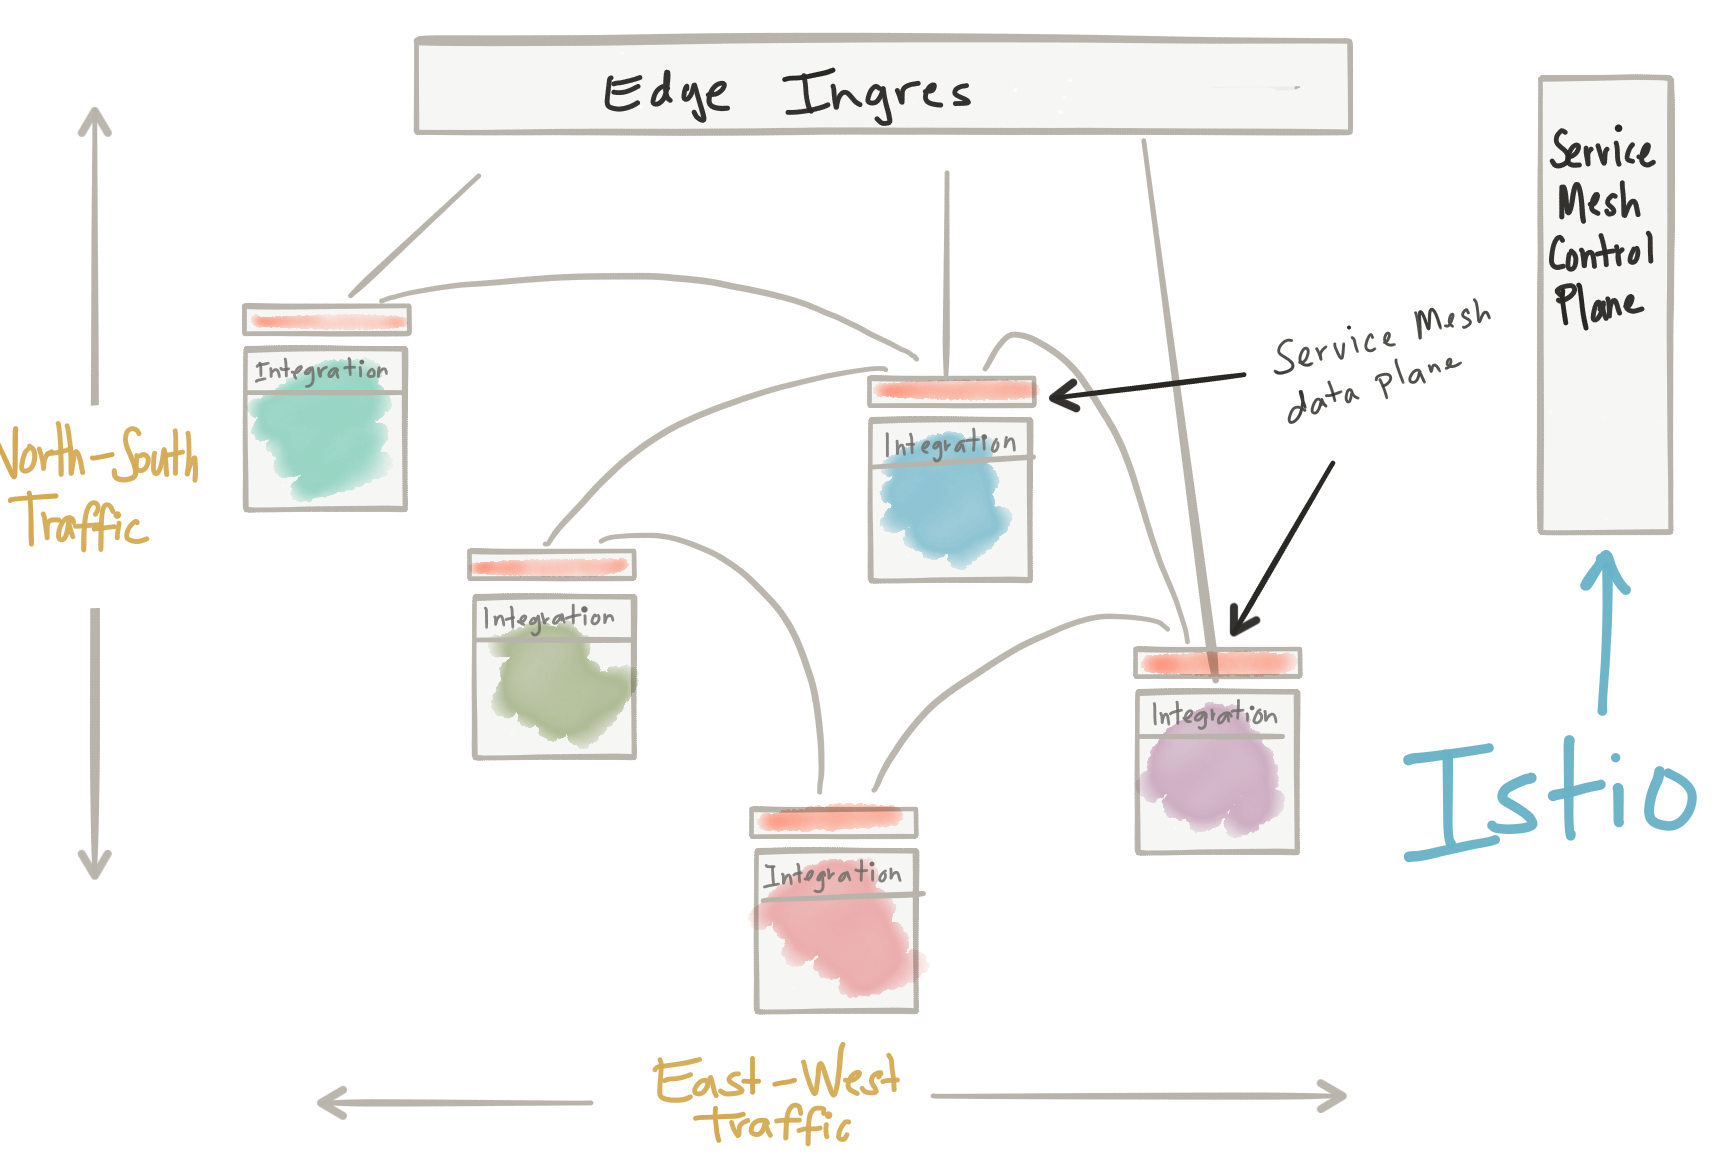 Edge Ingres
Service
Mesh
Control
Plane
Service Mesh
data plane
Integration
Integration
Integration
Integration
Integration
North-South
Traffic
Istio
East-West
Traffic